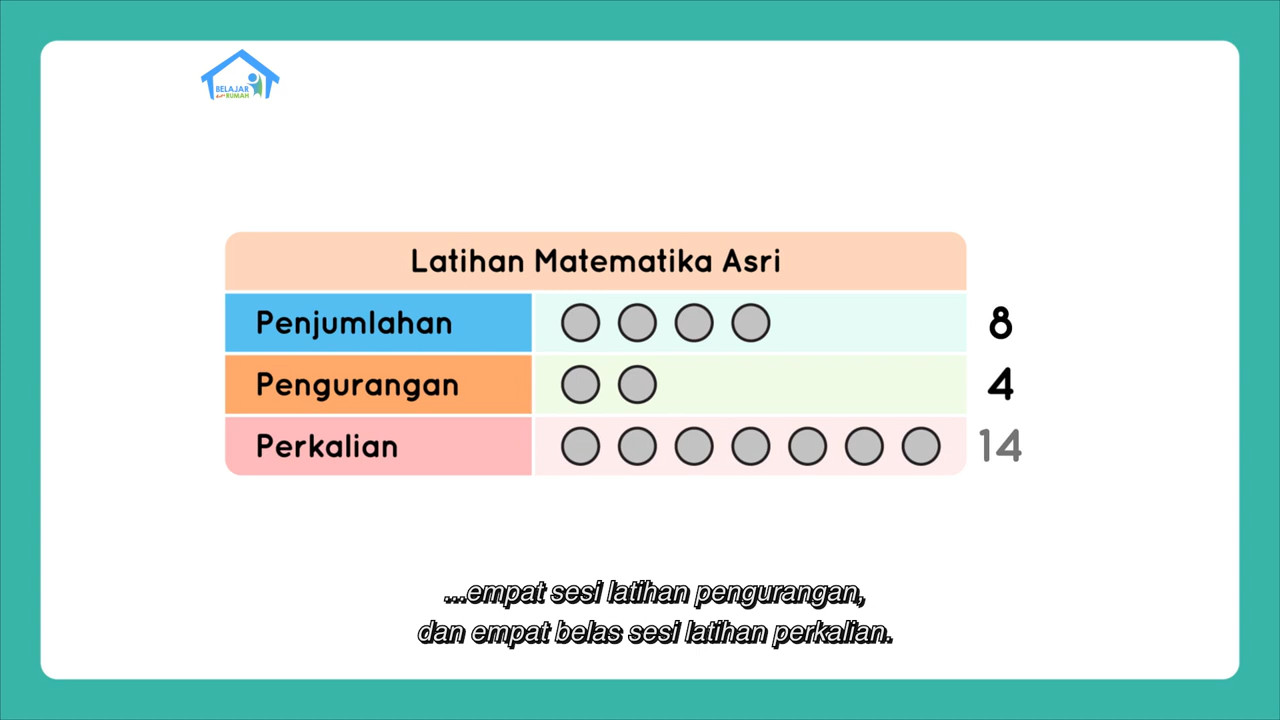 BELAJAR
dari RUMAH
Latihan Matematika Asri
Penjumlahan 8
Pengurangan 4
Perkalian 14
...empat sesi latihan pengurangan,
dan empat belas sesi latihan perkalian.